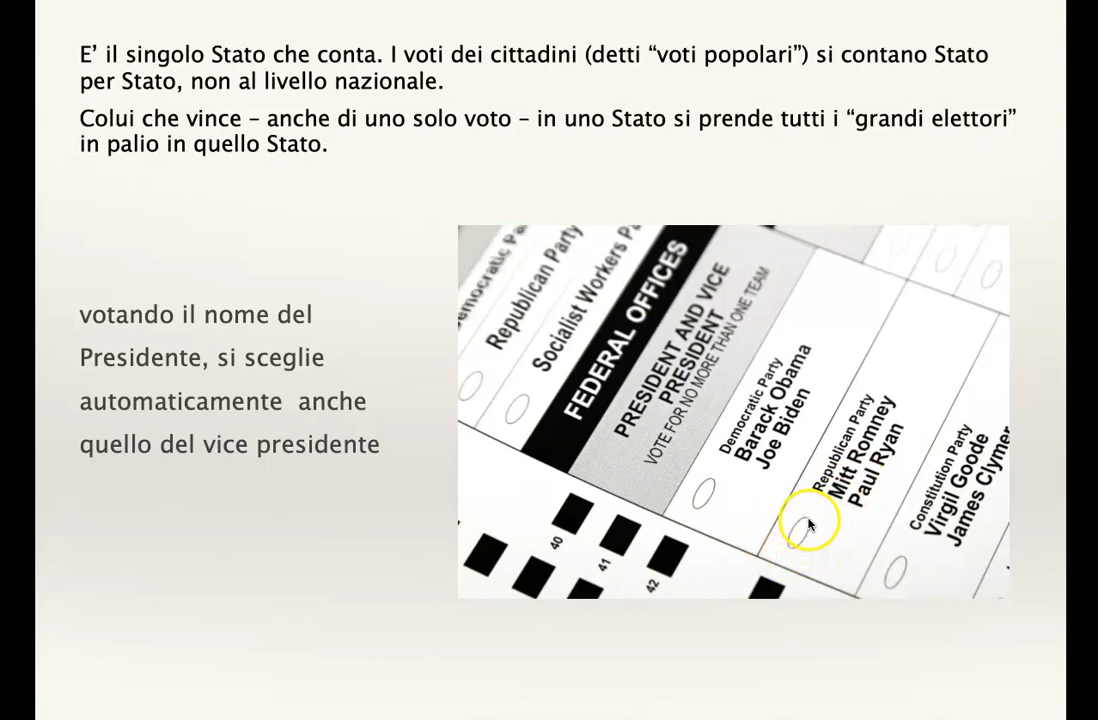 E’ il singolo Stato che conta. I voti dei cittadini (detti “voti popolari”) si contano Stato
per Stato, non al livello nazionale.
Colui che vince – anche di uno solo voto – in uno Stato si prende tutti i “grandi elettori”
in palio in quello Stato.
votando il nome del
Presidente, si sceglie
automaticamente anche
quello del vice presidente
Republican Party
Socialist Workers
FEDERAL OFFICES
PRESIDENT AND VICE
PRESIDENT
VOTE FOR NO MORE THAN ONE TEAM
Democratic Party
Barack Obama
Joe Biden
Republican Party
Mitt Romney
Paul Ryan
Constitution Party
Virgil Goode
James Clymer
40
41
42